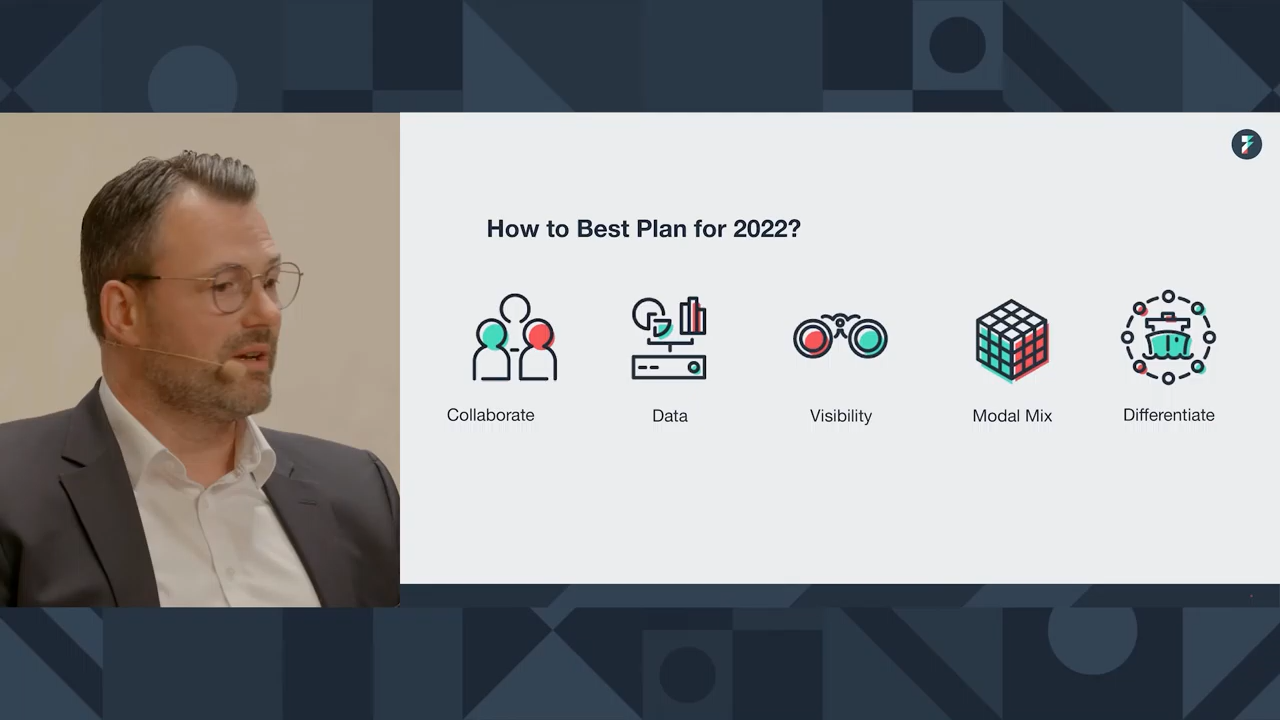 How to Best Plan for 2022?
Collaborate
Data
Visibility
Modal Mix
Differentiate